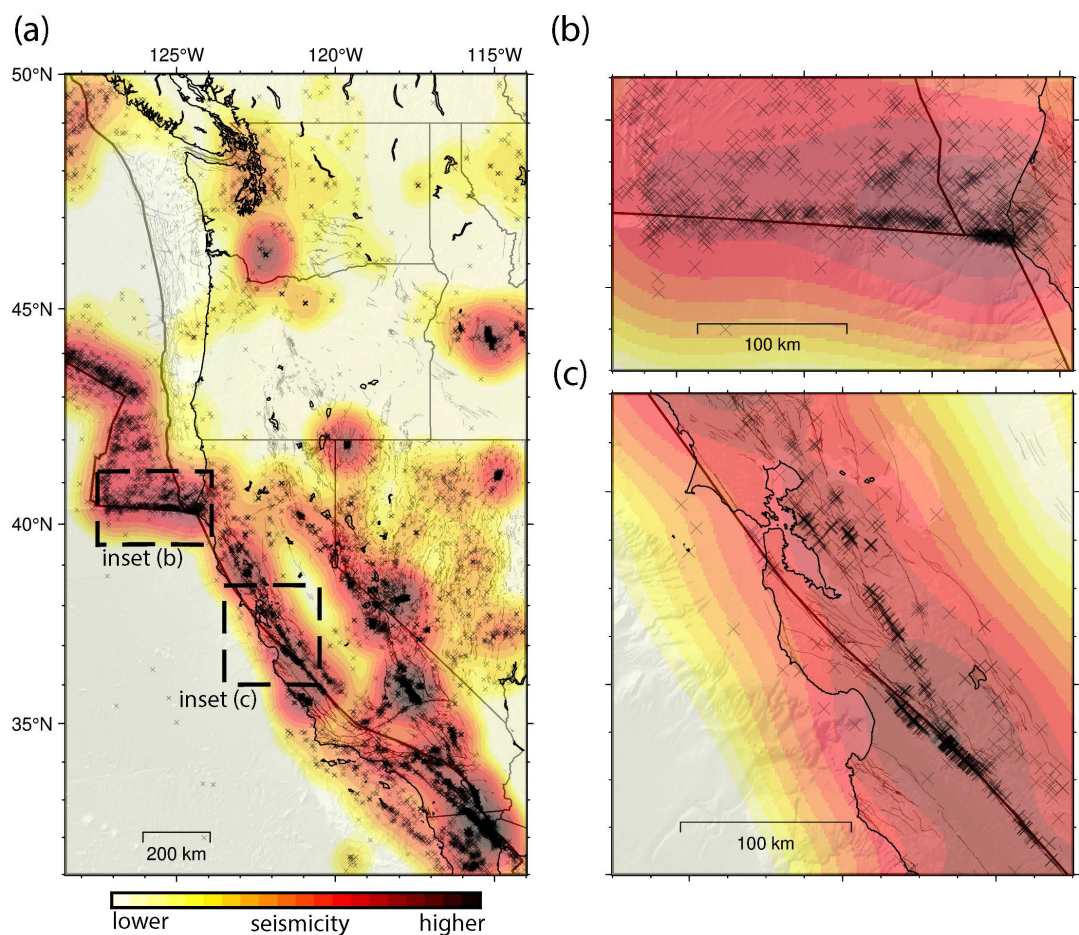 (a)
125°W 120°W 115°W
50°N
45°N
40°N
35°N
inset (b)
inset (c)
200 km
lower seismicity higher
(b)
100 km
(c)
100 km